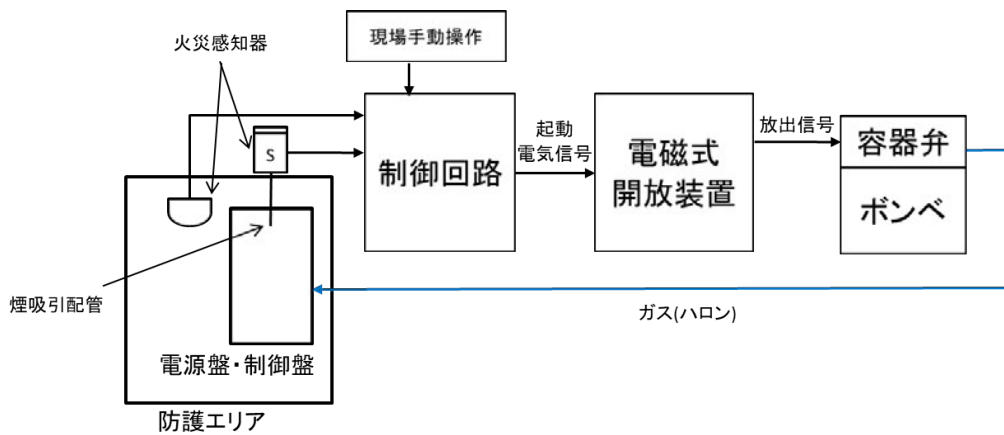 現場手動操作
火災感知器
S
制御回路
起動
電気信号
電磁式
開放装置
放出信号
容器弁
ボンベ
煙吸引配管
ガス(ハロン)
電源盤・制御盤
防護エリア